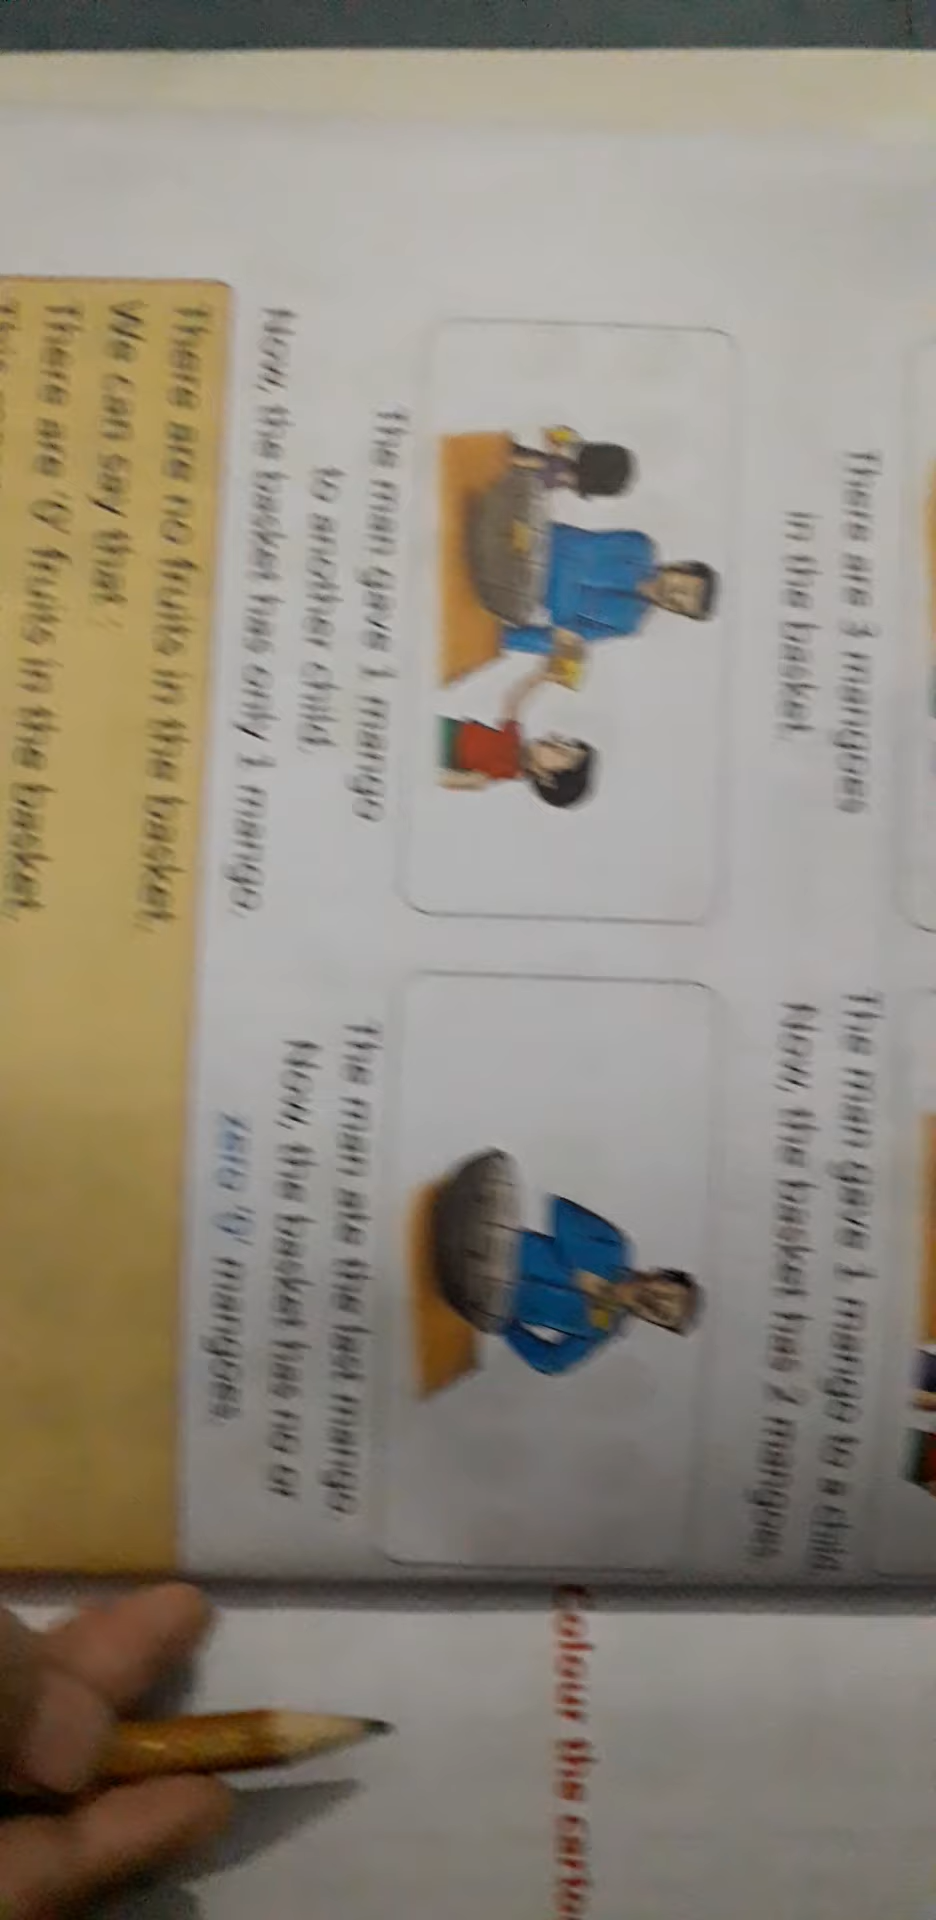 There are 3 mangoes
in the basket.
The man gave 1 mango to a child.
Now, the basket has 2 mangoes.
The man gave 1 mango
to another child.
Now, the basket has only 1 mango.
The man ate the last mango.
Now, the basket has no or
zero '0' mangoes.
There are no fruits in the basket.
We can say that :
There are '0' fruits in the basket.
Colour the